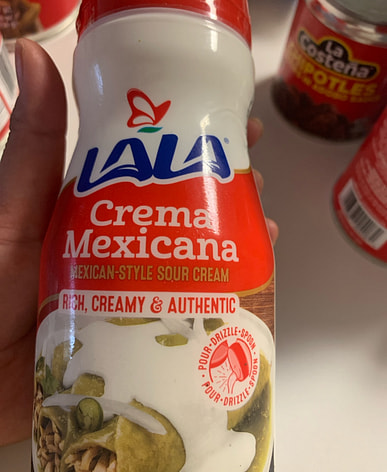 LALA
Crema
Mexicana
MEXICAN-STYLE SOUR CREAM
RICH, CREAMY & AUTHENTIC
POUR•DRIZZLE•SPOON
POUR•DRIZZLE•SPOON
La
Costeña
CHIPOTLES